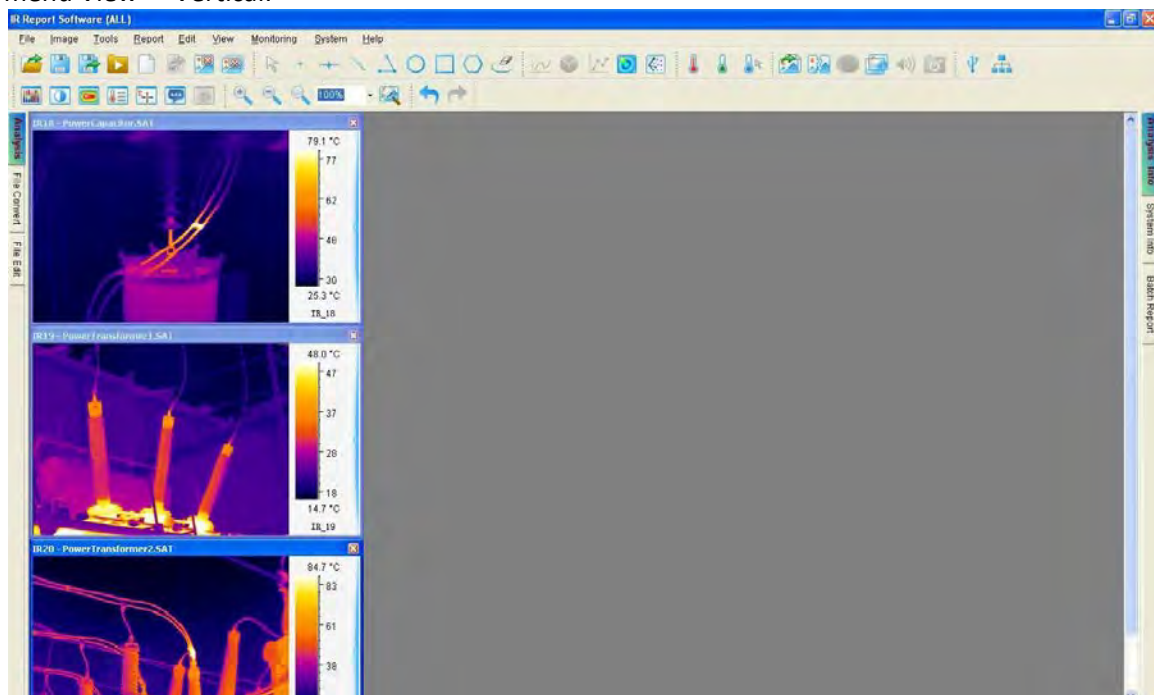 IR Report Software (ALL)
File Image Tools Report Edit View Monitoring System Help
100%
Analysis
File Convert
File Edit
IR18 - PowerCapacitor.SAT
79.1 °C
77
62
46
30
25.3 °C
IR_18
IR19 - PowerTransformer1.SAT
48.0 °C
47
37
28
18
14.7 °C
IR_19
IR20 - PowerTransformer2.SAT
84.7 °C
83
61
38
Analysis Info
System Info
Batch Report